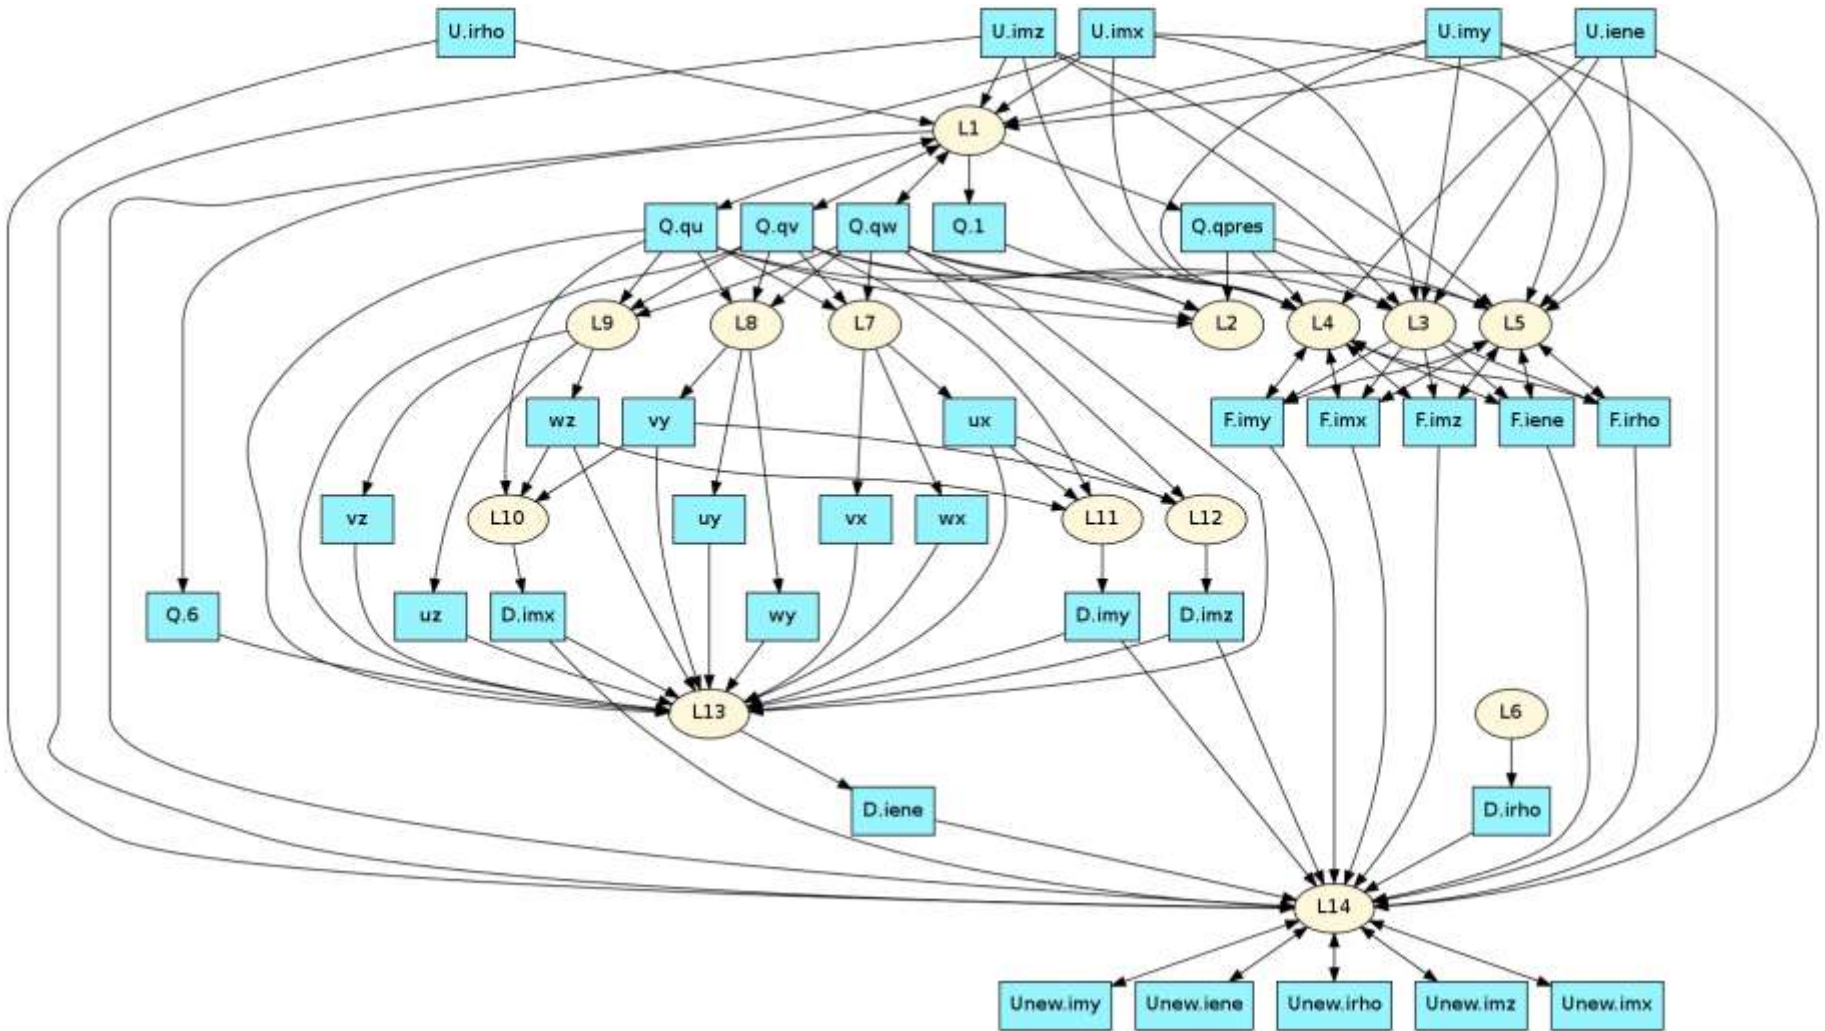 U.irho
U.imz
U.imx
U.imy
U.iene
L1
Q.qu
Q.qv
Q.qw
Q.1
Q.qpres
L9
L8
L7
L2
L4
L3
L5
wz
vy
ux
F.imy
F.imx
F.imz
F.iene
F.irho
vz
L10
uy
vx
wx
L11
L12
Q.6
uz
D.imx
wy
D.imy
D.imz
L13
L6
D.iene
D.irho
L14
Unew.imy
Unew.iene
Unew.irho
Unew.imz
Unew.imx